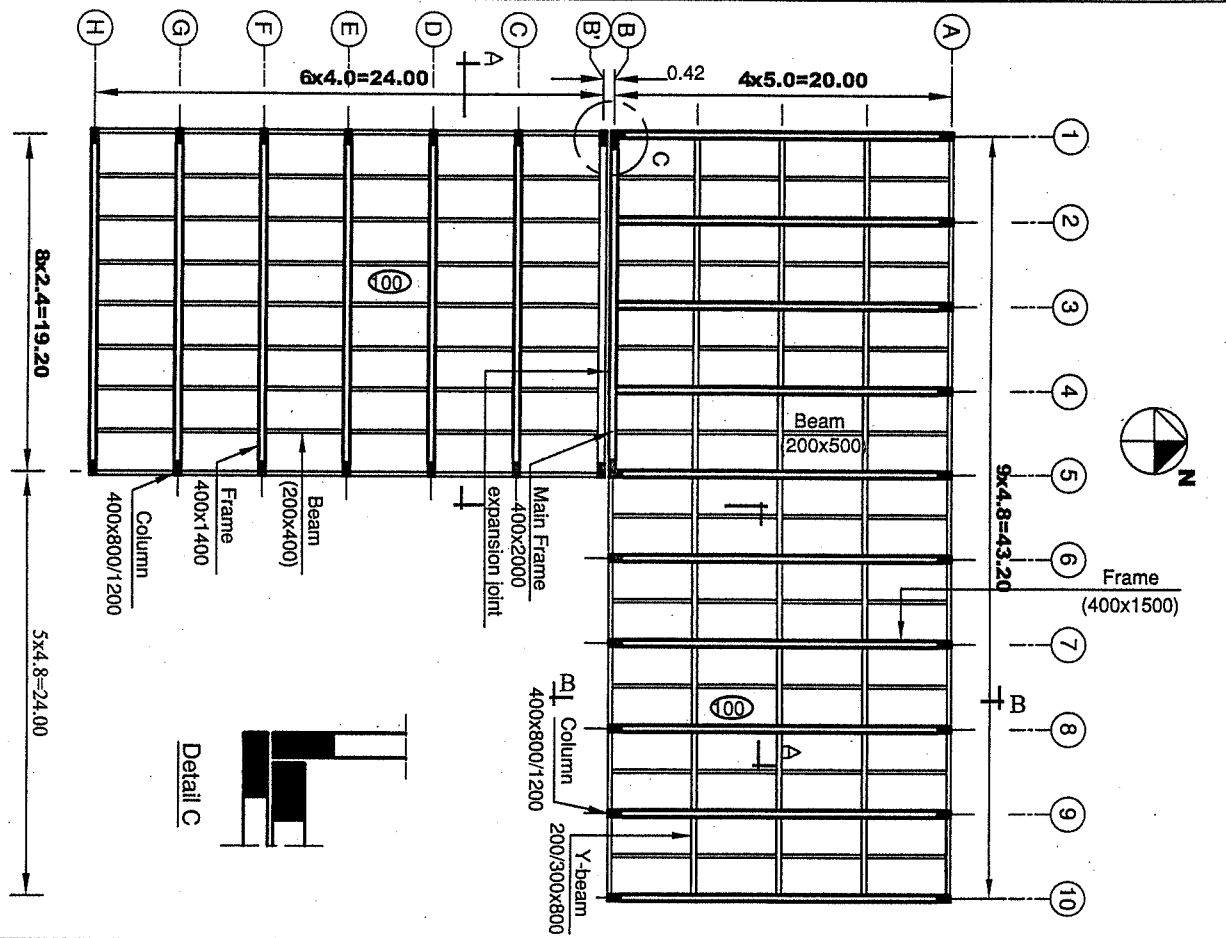 H
G
F
E
D
C
B'
B
A
6x4.0=24.00
A
0.42
4x5.0=20.00
1
C
2
8x2.4=19.20
100
3
4
N
Beam
(200x500)
9x4.8=43.20
5
6
7
8
9
10
Frame
(400x1500)
B
Column
400x800/1200
Frame
400x1400
Beam
(200x400)
expansion joint
Main Frame
400x2000
5x4.8=24.00
B
Column
400x800/1200
100
A
Y-beam
200/300x800
Detail C